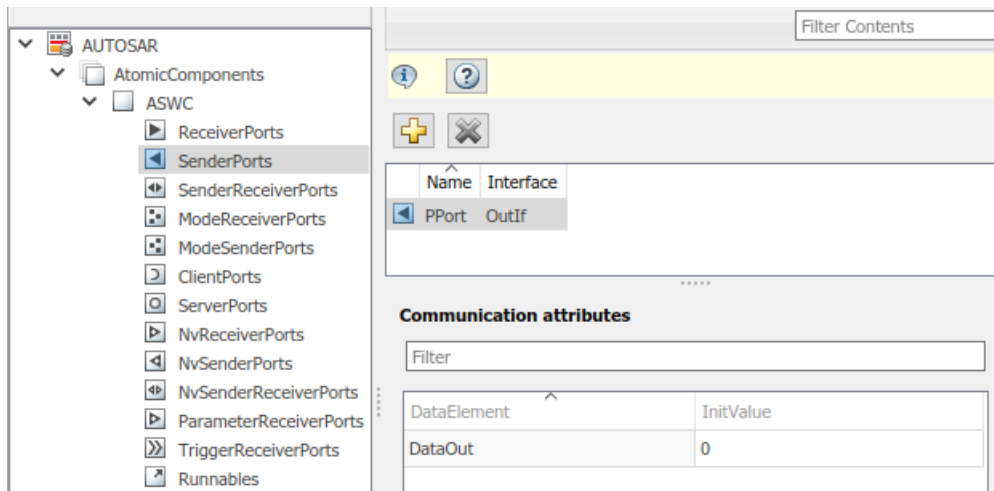 AUTOSAR
AtomicComponents
ASWC
ReceiverPorts
SenderPorts
SenderReceiverPorts
ModeReceiverPorts
ModeSenderPorts
ClientPorts
ServerPorts
NvReceiverPorts
NvSenderPorts
NvSenderReceiverPorts
ParameterReceiverPorts
TriggerReceiverPorts
Runnables
Filter Contents
Name Interface
PPort OutIf
Communication attributes
Filter
DataElement InitValue
DataOut 0